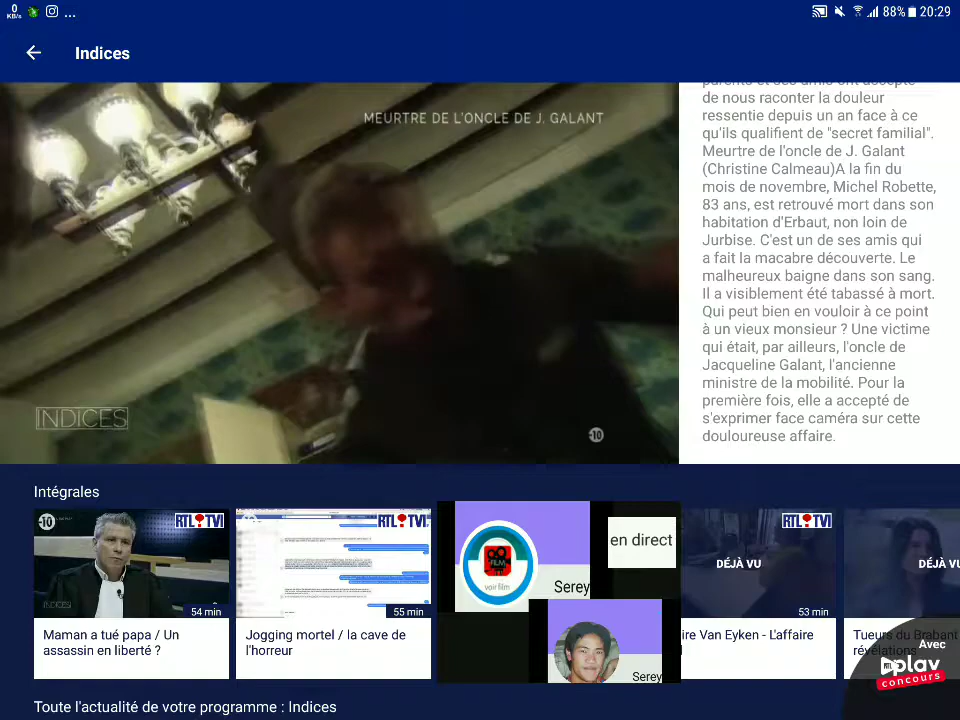 0
KB/s
...
88%
20:29
Indices
MEURTRE DE L'ONCLE DE J. GALANT
INDICES
-10
de nous raconter la douleur
ressentie depuis un an face à ce
qu'ils qualifient de "secret familial".
Meurtre de l'oncle de J. Galant
(Christine Calmeau)A la fin du
mois de novembre, Michel Robette,
83 ans, est retrouvé mort dans son
habitation d'Erbaut, non loin de
Jurbise. C'est un de ses amis qui
a fait la macabre découverte. Le
malheureux baigne dans son sang.
Il a visiblement été tabassé à mort.
Qui peut bien en vouloir à ce point
à un vieux monsieur ? Une victime
qui était, par ailleurs, l'oncle de
Jacqueline Galant, l'ancienne
ministre de la mobilité. Pour la
première fois, elle a accepté de
s'exprimer face caméra sur cette
douloureuse affaire.
Intégrales
-10
RTL TVI
INDICES
54 min
Maman a tué papa / Un
assassin en liberté ?
RTL TVI
55 min
Jogging mortel / la cave de
l'horreur
FILM
voir film
Serey
en direct
Serey
RTL TVI
DÉJÀ VU
53 min
ire Van Eyken - L'affaire
DÉJÀ VU
Tueurs du Brabant
révélations
Avec
RTL play
concours
Toute l'actualité de votre programme : Indices